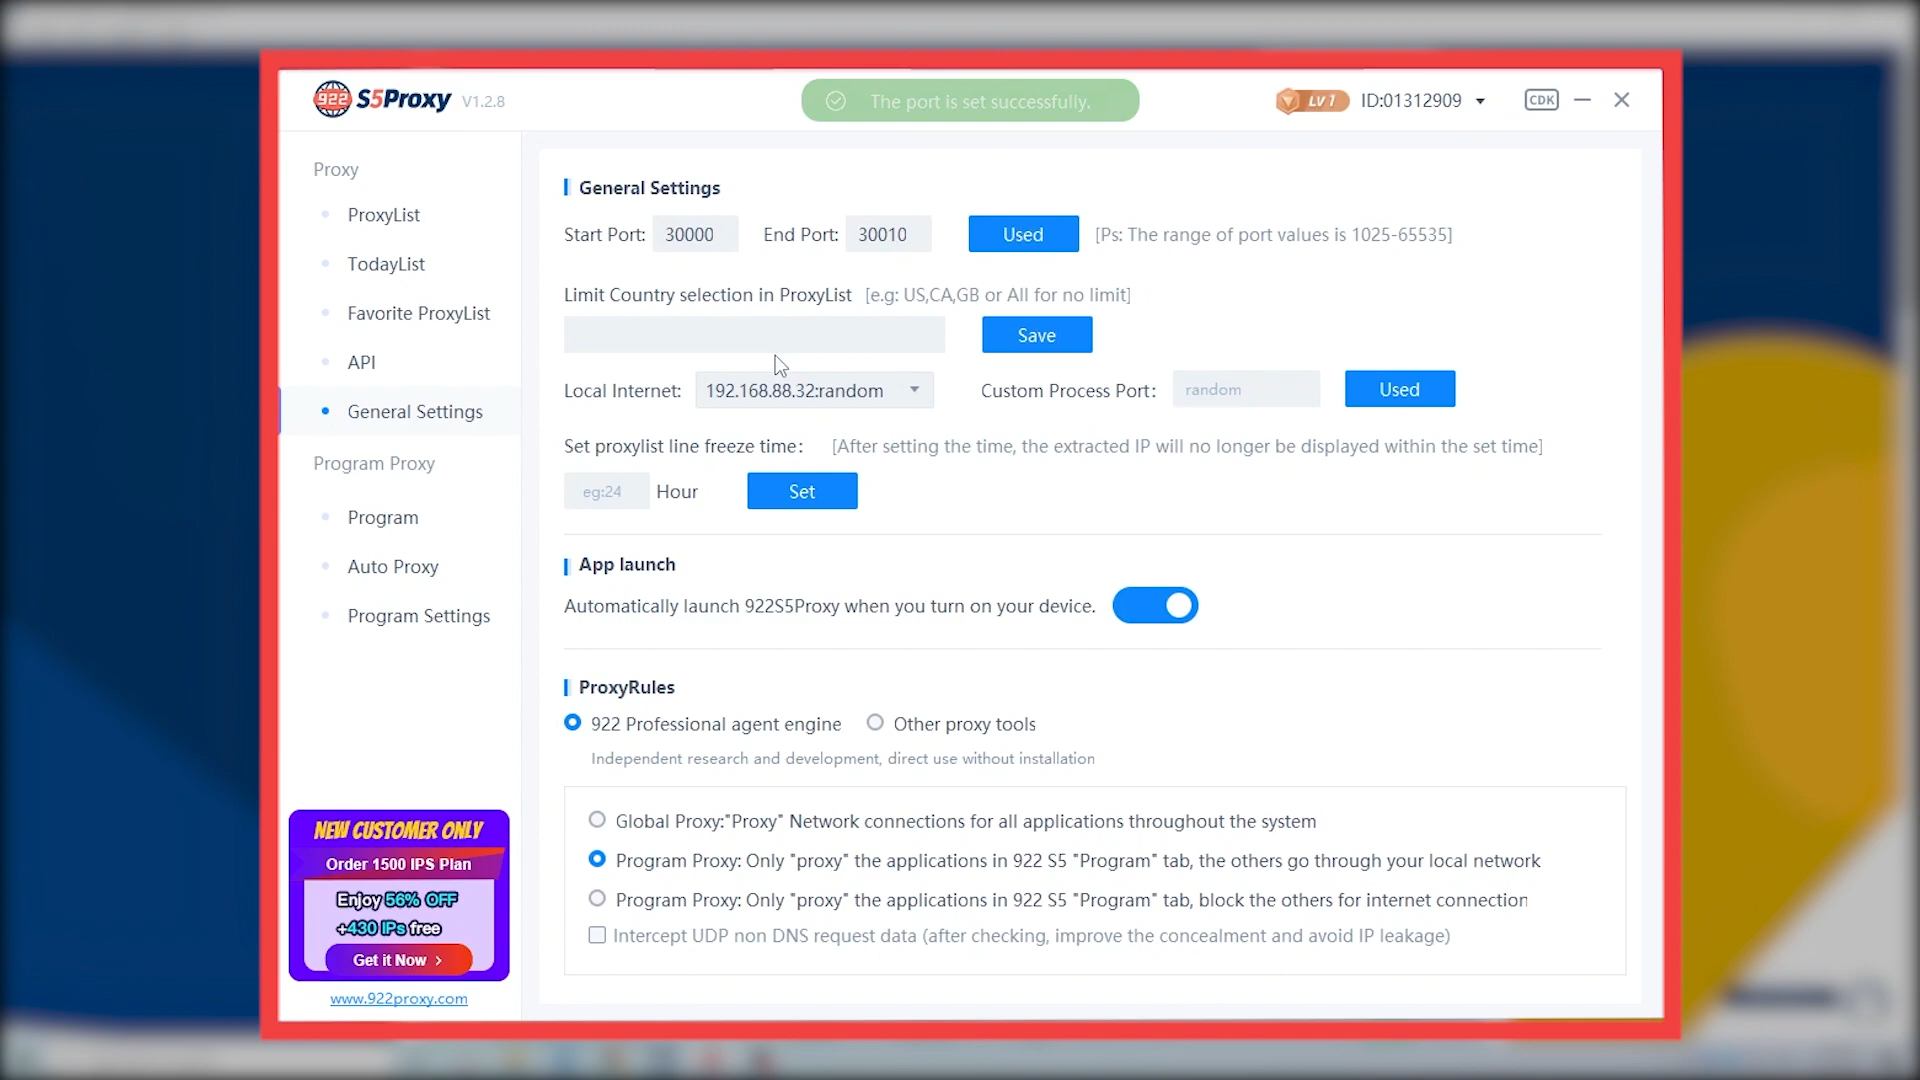 922 S5Proxy V1.2.8
The port is set successfully.
LV 1 ID:01312909 CDK
Proxy
ProxyList
TodayList
Favorite ProxyList
API
General Settings
Program Proxy
Program
Auto Proxy
Program Settings
NEW CUSTOMER ONLY
Order 1500 IPS Plan
Enjoy 56% OFF
+430 IPs free
Get it Now >
www.922proxy.com
General Settings
Start Port: 30000 End Port: 30010 Used [Ps: The range of port values is 1025-65535]
Limit Country selection in ProxyList [e.g: US,CA,GB or All for no limit]
Save
Local Internet: 192.168.88.32:random Custom Process Port: random Used
Set proxylist line freeze time: [After setting the time, the extracted IP will no longer be displayed within the set time]
eg:24 Hour Set
App launch
Automatically launch 922S5Proxy when you turn on your device.
ProxyRules
922 Professional agent engine Other proxy tools
Independent research and development, direct use without installation
Global Proxy:"Proxy" Network connections for all applications throughout the system
Program Proxy: Only "proxy" the applications in 922 S5 "Program" tab, the others go through your local network
Program Proxy: Only "proxy" the applications in 922 S5 "Program" tab, block the others for internet connection
Intercept UDP non DNS request data (after checking, improve the concealment and avoid IP leakage)